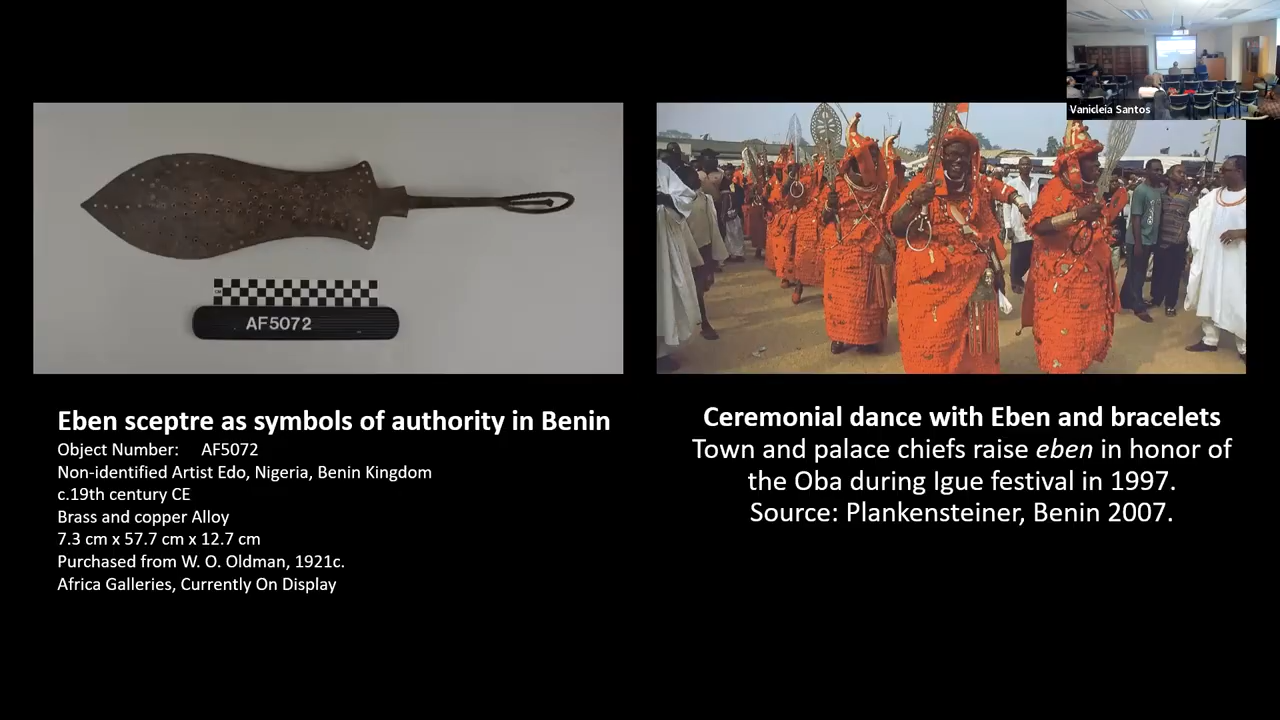 Vanicleia Santos
AF5072
Eben sceptre as symbols of authority in Benin
Object Number: AF5072
Non-identified Artist Edo, Nigeria, Benin Kingdom
c.19th century CE
Brass and copper Alloy
7.3 cm x 57.7 cm x 12.7 cm
Purchased from W. O. Oldman, 1921c.
Africa Galleries, Currently On Display
Ceremonial dance with Eben and bracelets
Town and palace chiefs raise eben in honor of
the Oba during Igue festival in 1997.
Source: Plankensteiner, Benin 2007.